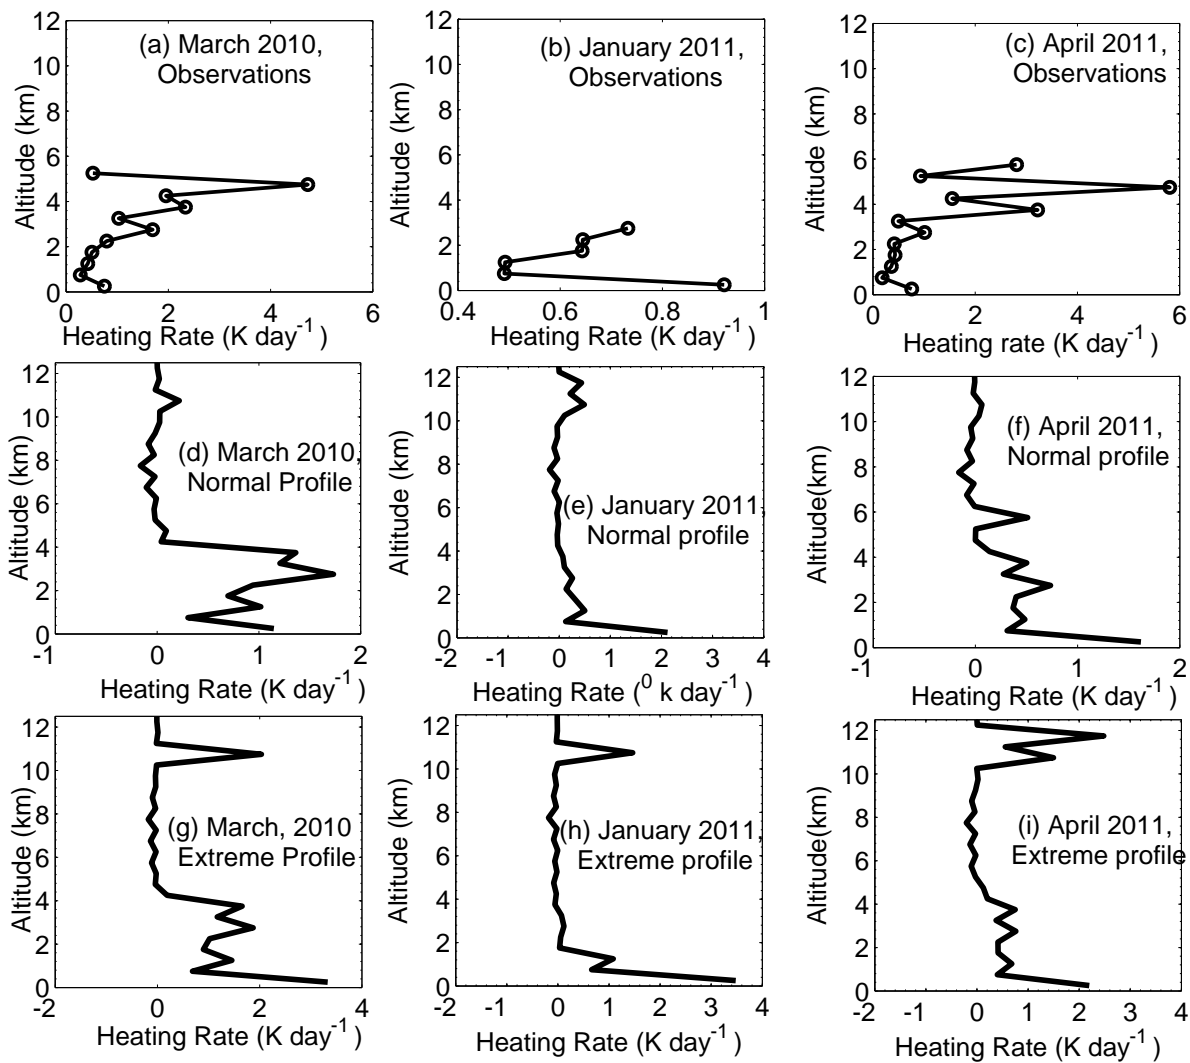 (a) March 2010,
Observations
Altitude (km)
12
10
8
6
4
2
0
0 2 4 6
Heating Rate (K day-1)
(b) January 2011,
Observations
Altitude (km)
12
10
8
6
4
2
0
0.4 0.6 0.8 1
Heating Rate (K day-1)
(c) April 2011,
Observations
Altitude (km)
12
10
8
6
4
2
0
0 2 4 6
Heating rate (K day-1)
(d) March 2010,
Normal Profile
Altitude (km)
12
10
8
6
4
2
0
-1 0 1 2
Heating Rate (K day-1)
(e) January 2011,
Normal profile
Altitude (km)
12
10
8
6
4
2
0
-2 -1 0 1 2 3 4
Heating Rate (0 k day-1)
(f) April 2011,
Normal profile
Altitude(km)
12
10
8
6
4
2
0
-1 0 1 2
Heating Rate (K day-1)
(g) March, 2010
Extreme Profile
Altitude (km)
12
10
8
6
4
2
0
-2 0 2 4
Heating Rate (K day-1)
(h) January 2011,
Extreme profile
Altitude (km)
12
10
8
6
4
2
0
-2 -1 0 1 2 3 4
Heating Rate (K day-1)
(i) April 2011,
Extreme profile
Altitude(km)
12
10
8
6
4
2
0
-2 -1 0 1 2 3 4
Heating Rate (K day-1)